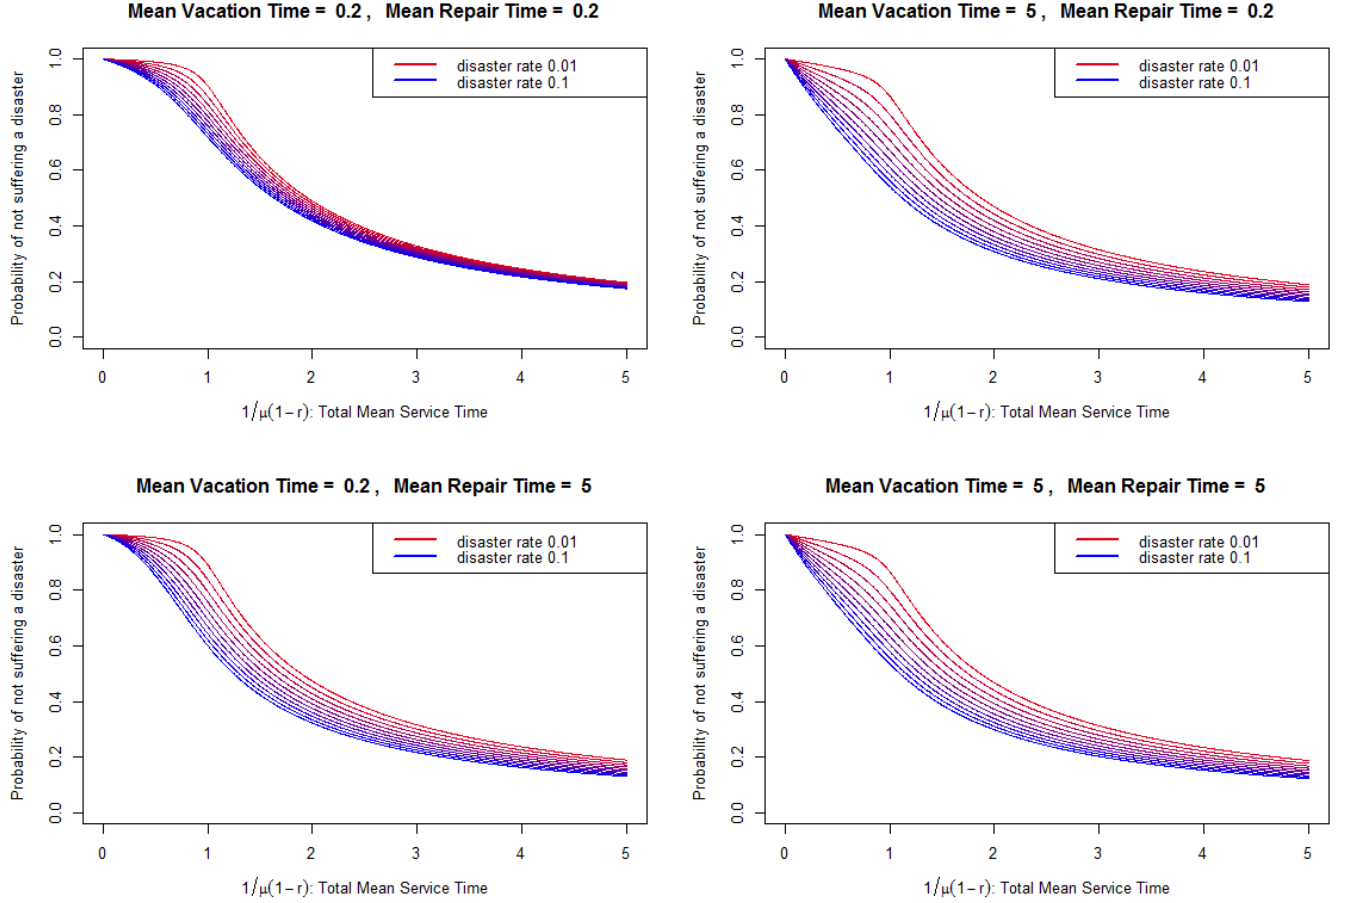 Mean Vacation Time = 0.2 , Mean Repair Time = 0.2
Probability of not suffering a disaster
1.0
0.8
0.6
0.4
0.2
0.0
disaster rate 0.01
disaster rate 0.1
0 1 2 3 4 5
1/μ(1−r): Total Mean Service Time
Mean Vacation Time = 5 , Mean Repair Time = 0.2
Probability of not suffering a disaster
1.0
0.8
0.6
0.4
0.2
0.0
disaster rate 0.01
disaster rate 0.1
0 1 2 3 4 5
1/μ(1−r): Total Mean Service Time
Mean Vacation Time = 0.2 , Mean Repair Time = 5
Probability of not suffering a disaster
1.0
0.8
0.6
0.4
0.2
0.0
disaster rate 0.01
disaster rate 0.1
0 1 2 3 4 5
1/μ(1−r): Total Mean Service Time
Mean Vacation Time = 5 , Mean Repair Time = 5
Probability of not suffering a disaster
1.0
0.8
0.6
0.4
0.2
0.0
disaster rate 0.01
disaster rate 0.1
0 1 2 3 4 5
1/μ(1−r): Total Mean Service Time